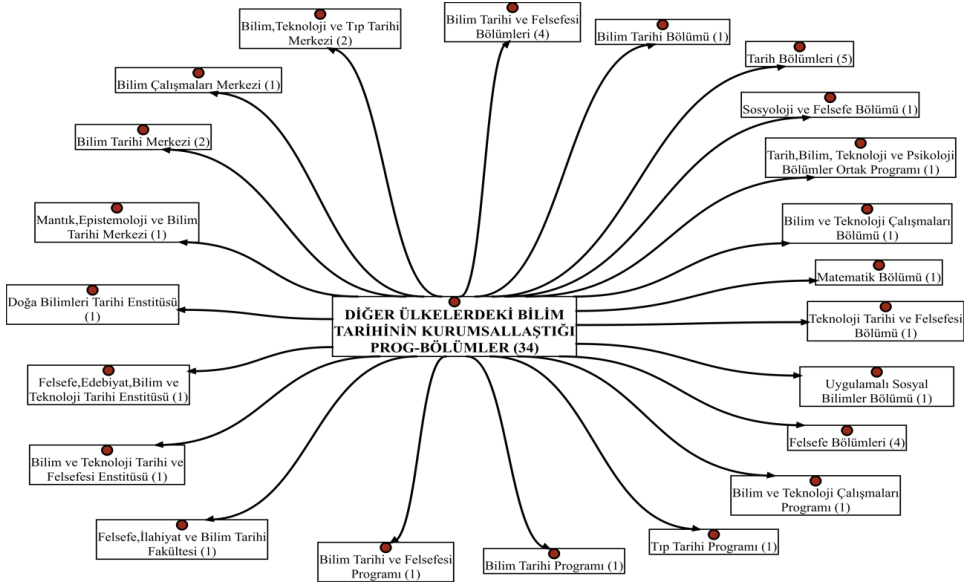 Bilim,Teknoloji ve Tıp Tarihi
Merkezi (2)
Bilim Tarihi ve Felsefesi
Bölümleri (4)
Bilim Tarihi Bölümü (1)
Tarih Bölümleri (5)
Bilim Çalışmaları Merkezi (1)
Sosyoloji ve Felsefe Bölümü (1)
Bilim Tarihi Merkezi (2)
Tarih,Bilim, Teknoloji ve Psikoloji
Bölümler Ortak Programı (1)
Mantık,Epistemoloji ve Bilim
Tarihi Merkezi (1)
Bilim ve Teknoloji Çalışmaları
Bölümü (1)
Matematik Bölümü (1)
Doğa Bilimleri Tarihi Enstitüsü
(1)
DİĞER ÜLKELERDEKİ BİLİM
TARİHİNİN KURUMSALLAŞTIĞI
PROG-BÖLÜMLER (34)
Teknoloji Tarihi ve Felsefesi
Bölümü (1)
Felsefe,Edebiyat,Bilim ve
Teknoloji Tarihi Enstitüsü (1)
Uygulamalı Sosyal
Bilimler Bölümü (1)
Felsefe Bölümleri (4)
Bilim ve Teknoloji Tarihi ve
Felsefesi Enstitüsü (1)
Bilim ve Teknoloji Çalışmaları
Programı (1)
Felsefe,İlahiyat ve Bilim Tarihi
Fakültesi (1)
Bilim Tarihi ve Felsefesi
Programı (1)
Bilim Tarihi Programı (1)
Tıp Tarihi Programı (1)